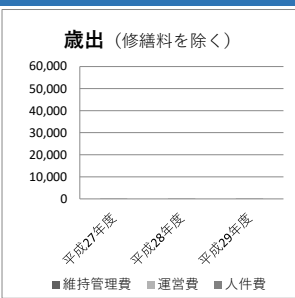 歳出（修繕料を除く）
60,000
50,000
40,000
30,000
20,000
10,000
0
平成27年度
平成28年度
平成29年度
■維持管理費 ■運営費 ■人件費